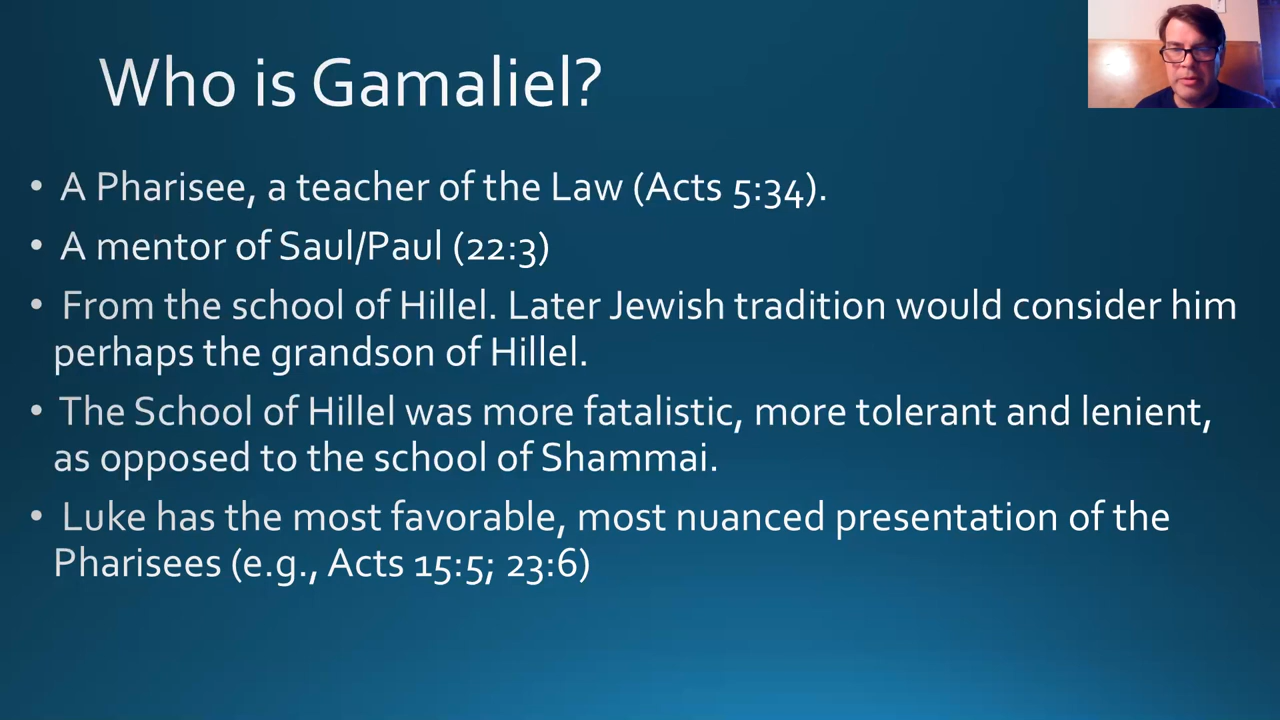 Who is Gamaliel?
• A Pharisee, a teacher of the Law (Acts 5:34).
• A mentor of Saul/Paul (22:3)
• From the school of Hillel. Later Jewish tradition would consider him
perhaps the grandson of Hillel.
• The School of Hillel was more fatalistic, more tolerant and lenient,
as opposed to the school of Shammai.
• Luke has the most favorable, most nuanced presentation of the
Pharisees (e.g., Acts 15:5; 23:6)